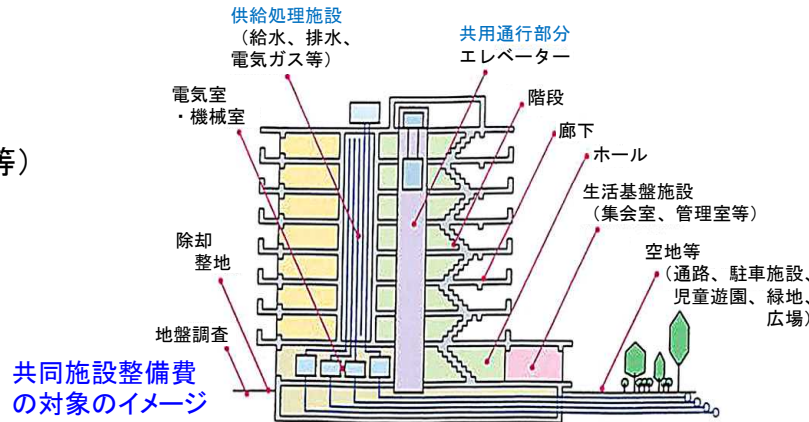 供給処理施設
（給水、排水、
電気ガス等）
共用通行部分
エレベーター
電気室
・機械室
階段
廊下
ホール
等）
生活基盤施設
（集会室、管理室等）
除却
整地
空地等
（通路、駐車施設、
児童遊園、緑地、
広場）
地盤調査
共同施設整備費
の対象のイメージ